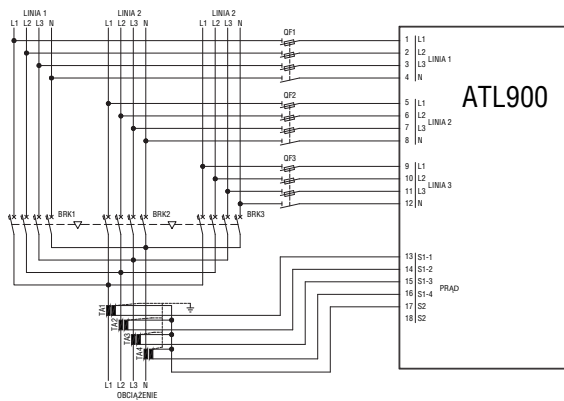 LINIA 1 LINIA 2 LINIA 2
L1 L2 L3 N L1 L2 L3 N L1 L2 L3 N
QF1
1 L1
2 L2
3 L3
4 N
LINIA 1
ATL900
QF2
5 L1
6 L2
7 L3
8 N
LINIA 2
QF3
9 L1
10 L2
11 L3
12 N
LINIA 3
BRK1 BRK2 BRK3
13 S1-1
14 S1-2
15 S1-3
16 S1-4
17 S2
18 S2
PRĄD
TA1
TA2
TA3
TA4
L1 L2 L3 N
OBCIĄŻENIE